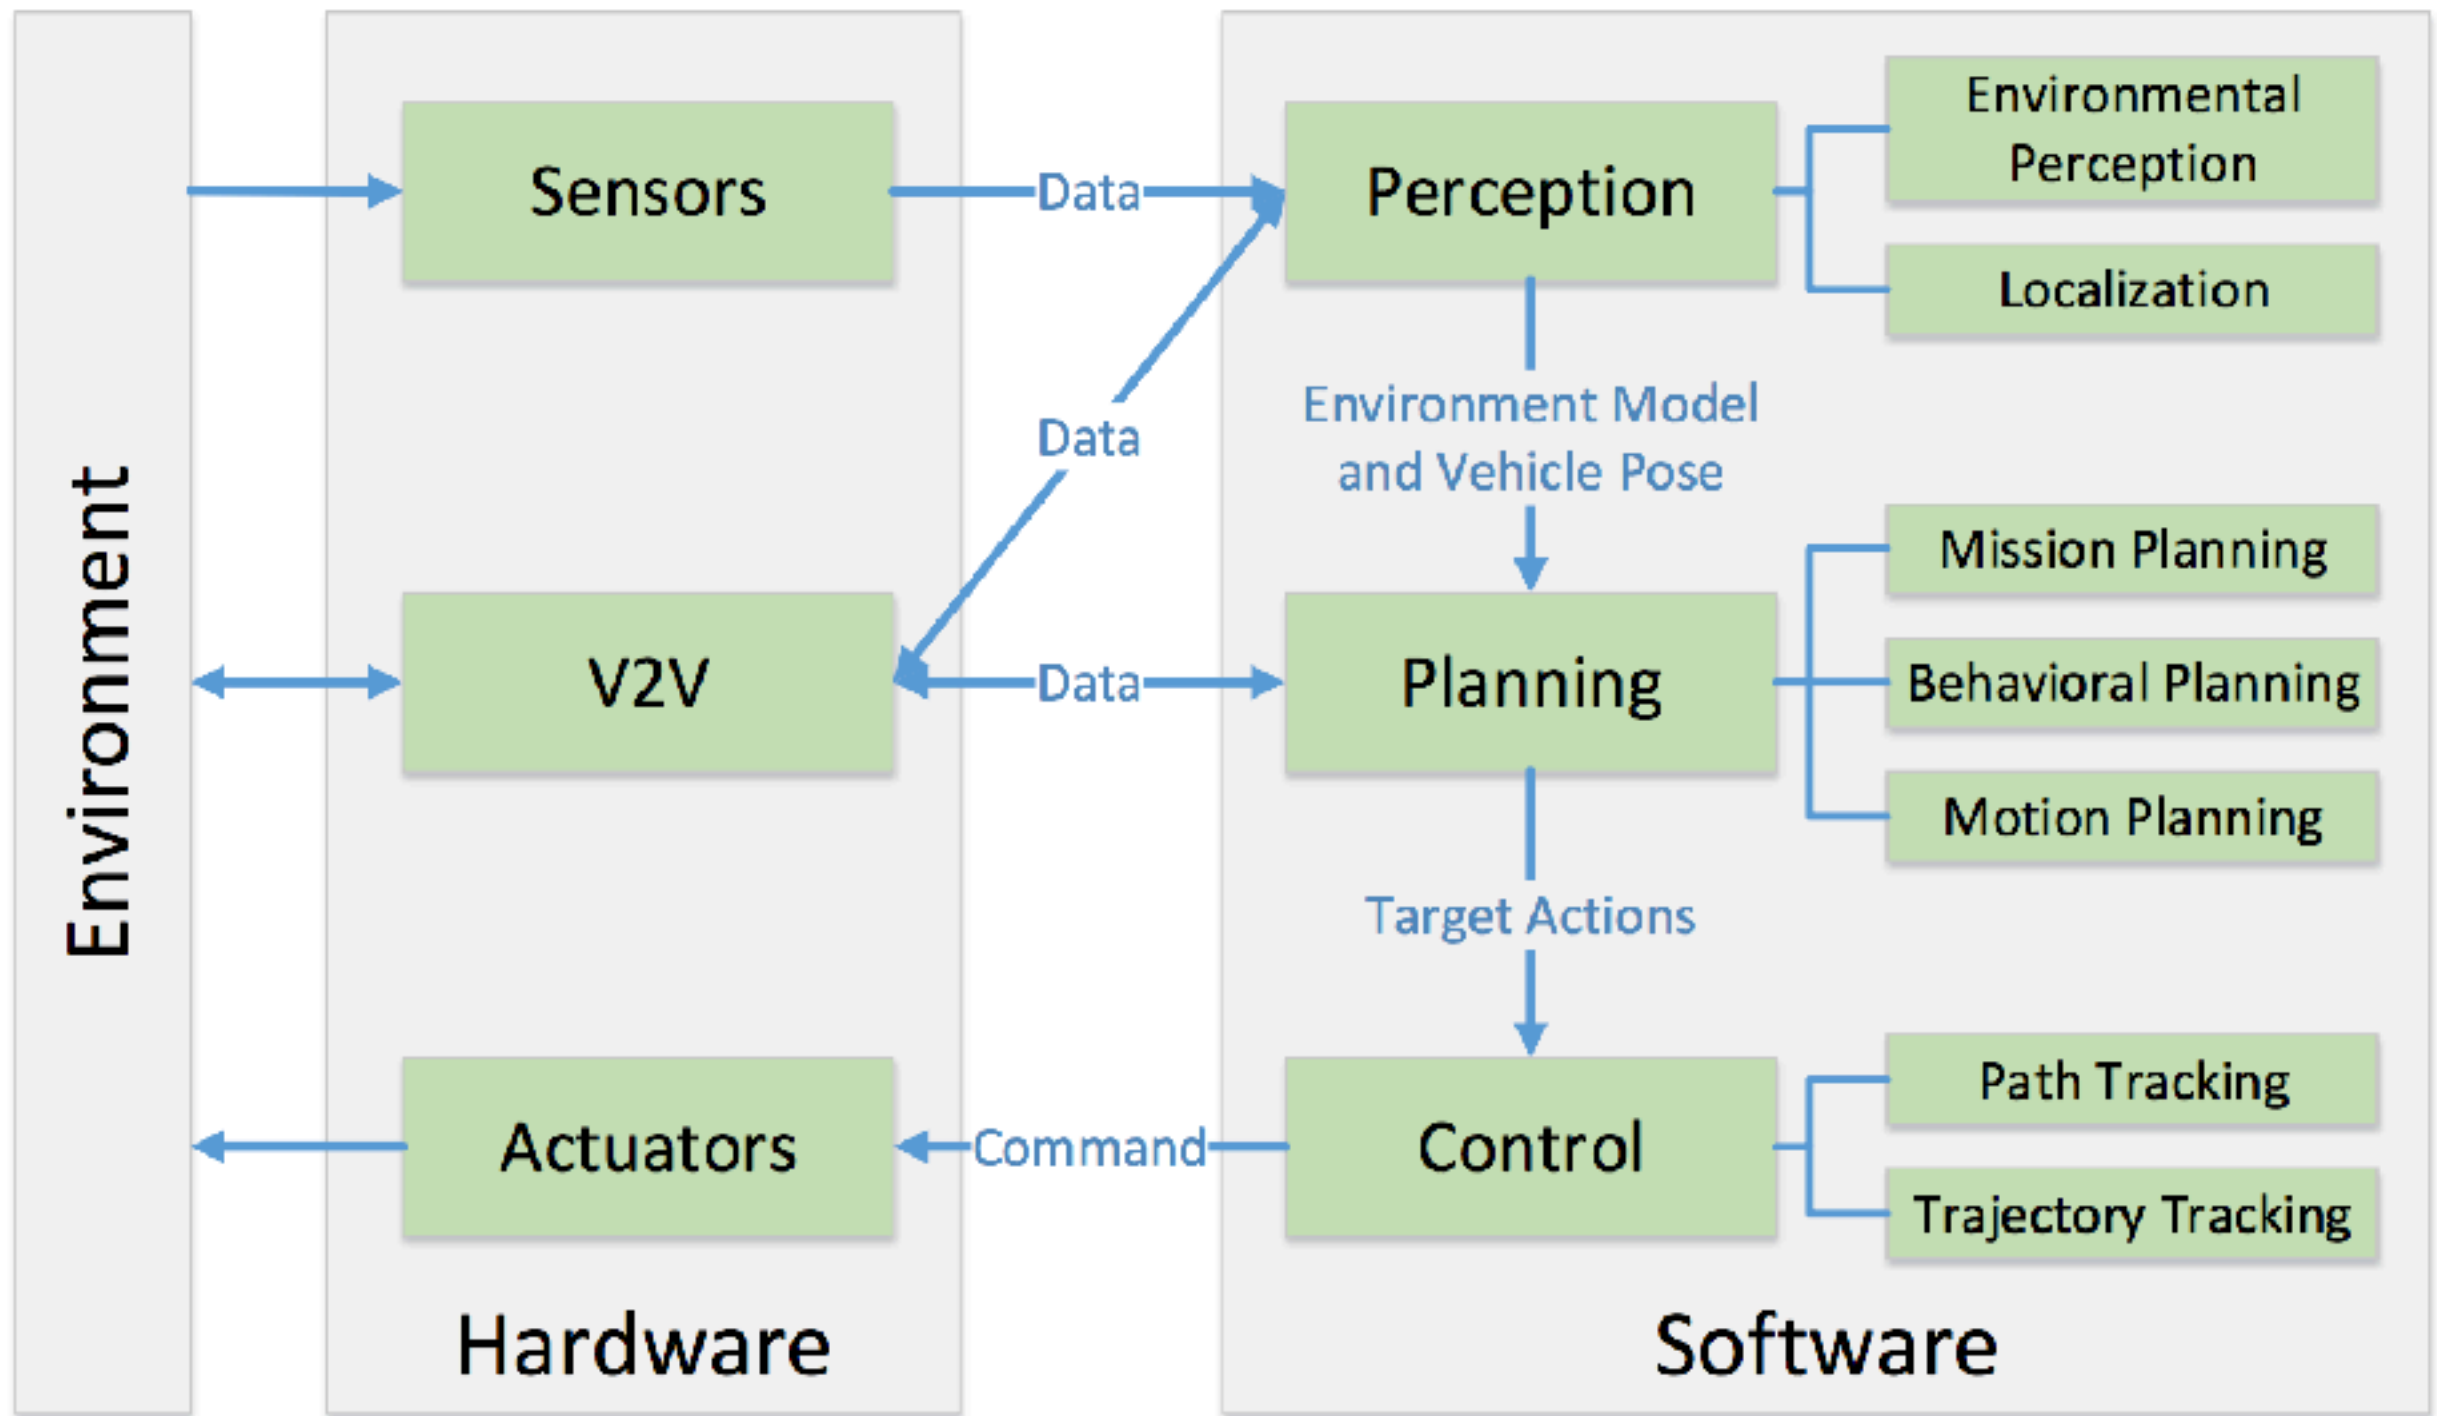 Environment
Sensors
V2V
Actuators
Hardware
Data
Data
Data
Command
Perception
Environment Model
and Vehicle Pose
Planning
Target Actions
Control
Environmental
Perception
Localization
Mission Planning
Behavioral Planning
Motion Planning
Path Tracking
Trajectory Tracking
Software